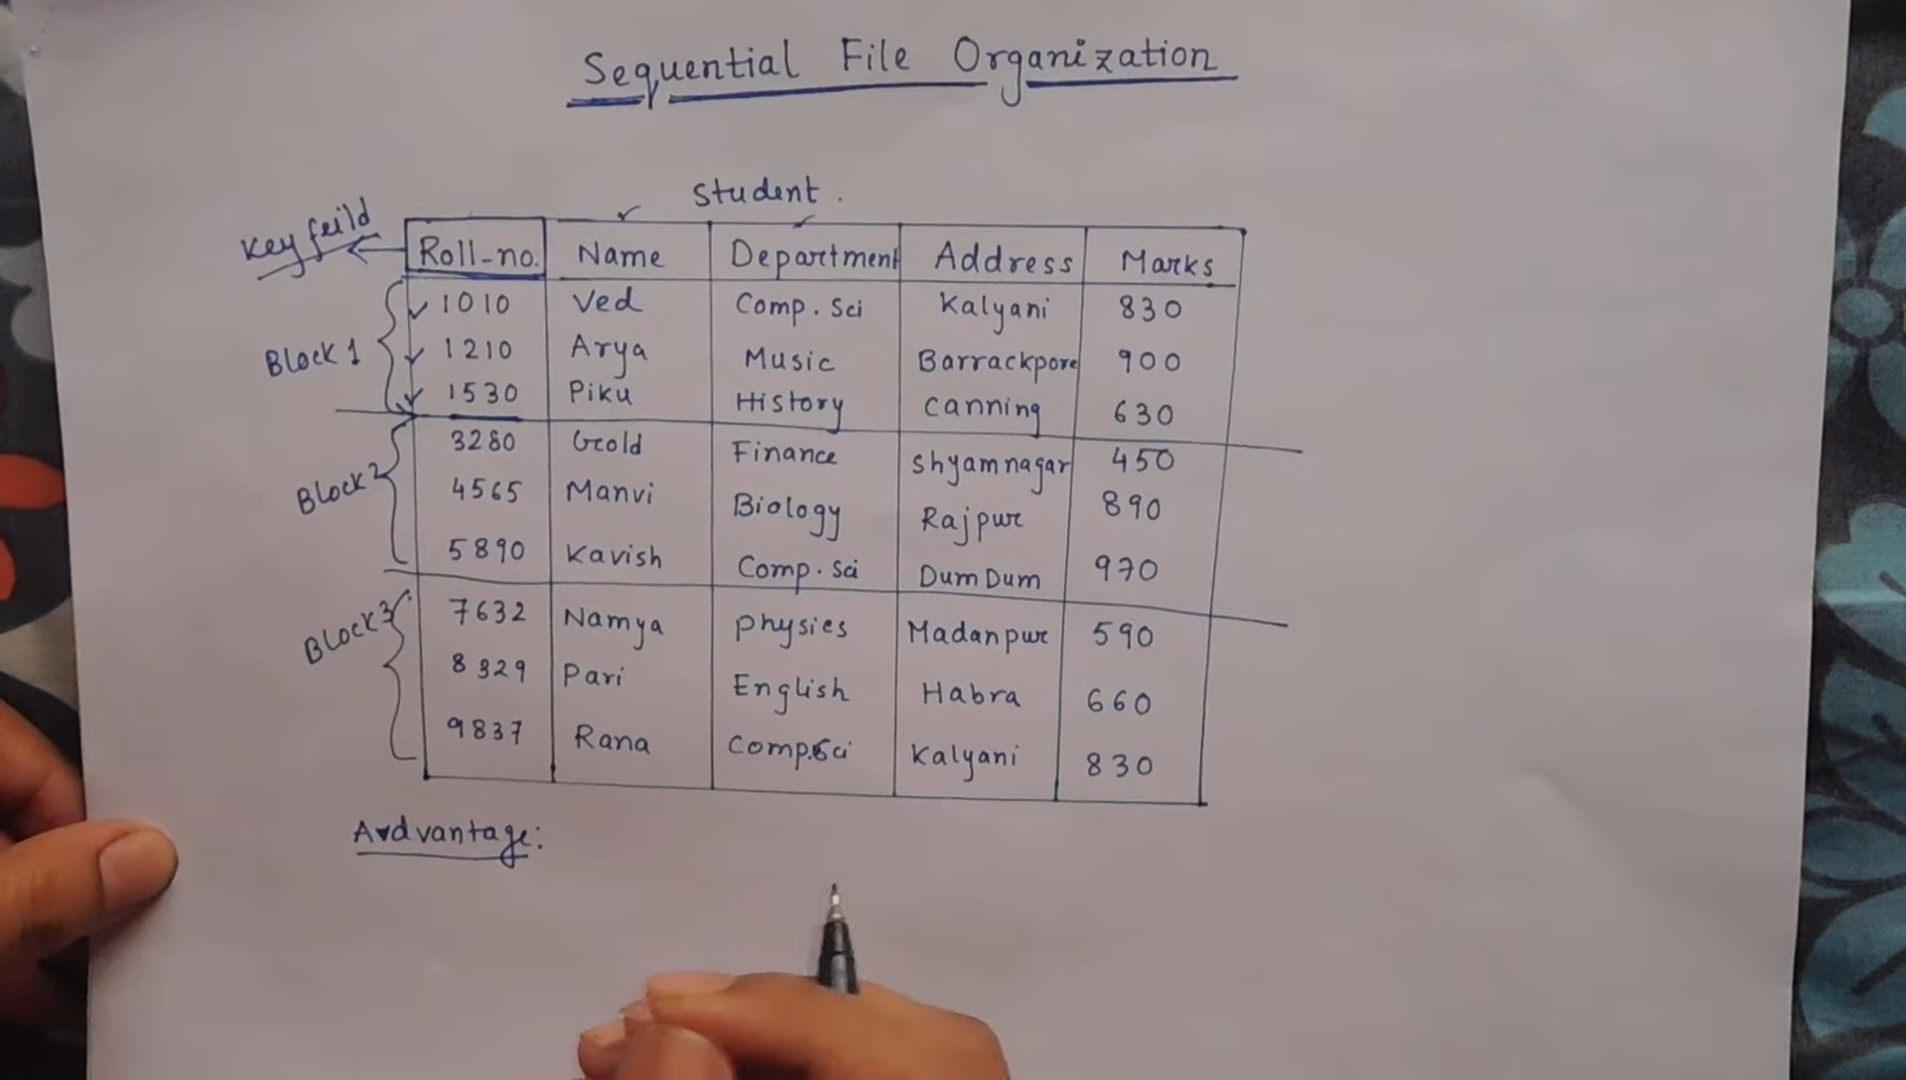 Sequential File Organization
Student.
Key feild
Roll-no. Name Department Address Marks
Block 1
1010 Ved Comp. Sci Kalyani 830
1210 Arya Music Barrackpore 900
1530 Piku History Canning 630
Block 2
3280 Gold Finance Shyamnagar 450
4565 Manvi Biology Rajpur 890
5890 Kavish Comp. Sci DumDum 970
Block 3
7632 Namya Physics Madanpur 590
8329 Pari English Habra 660
9837 Rana Comp.Sci Kalyani 830
Advantage: